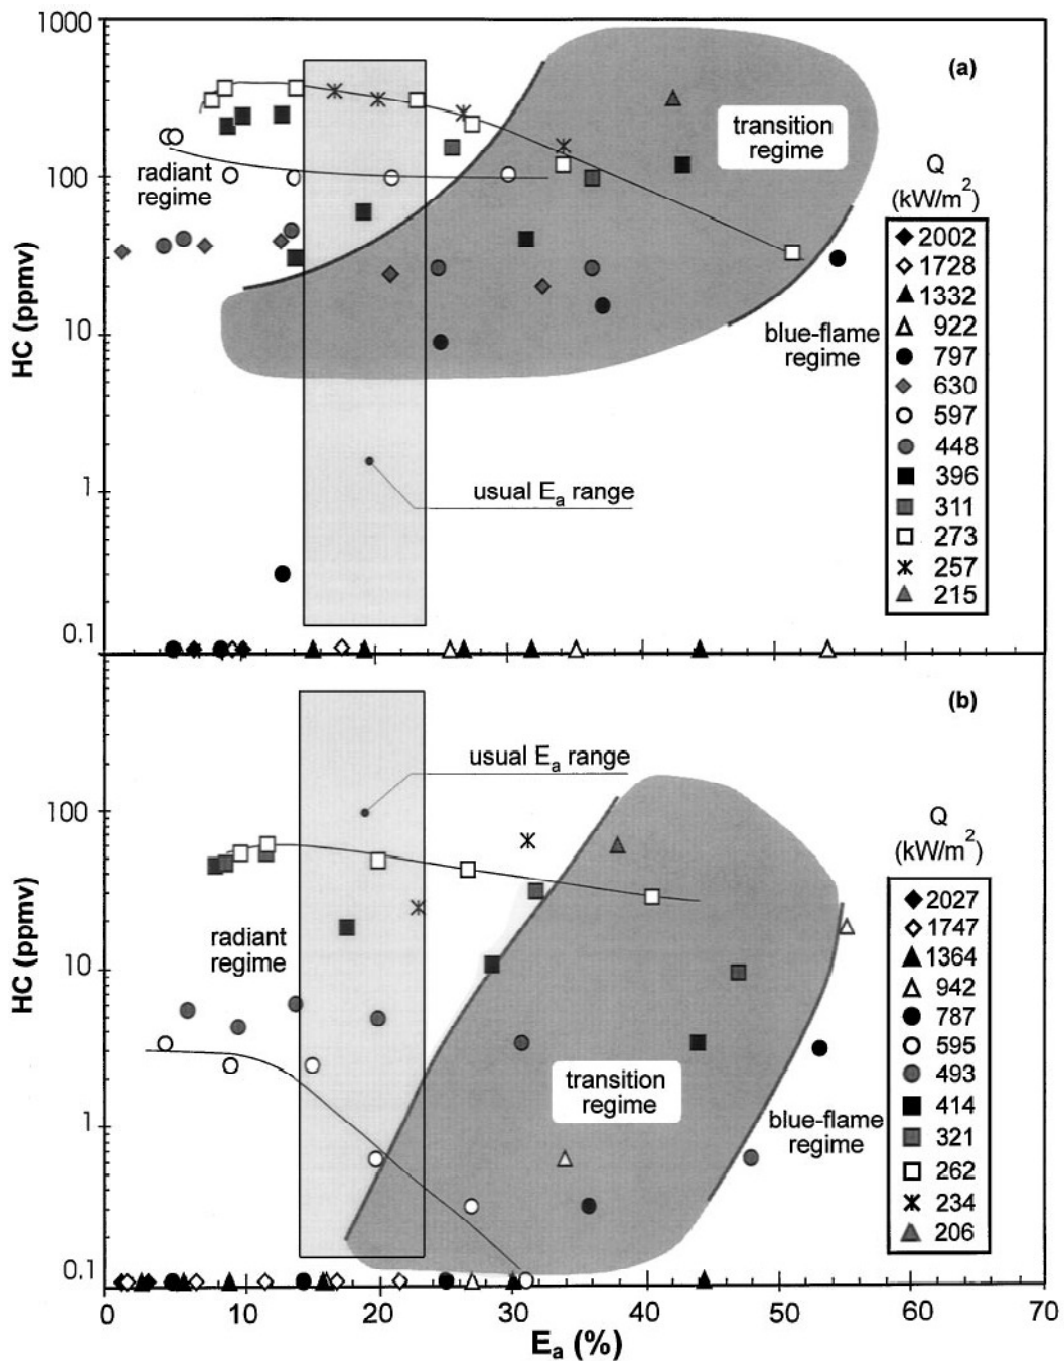 1000
(a)
transition
regime
Q
(kW/m²)
radiant
regime
100
HC (ppmv)
10
blue-flame
regime
1
usual Eₐ range
0.1
2002
1728
1332
922
797
630
597
448
396
311
273
257
215
(b)
usual Eₐ range
100
HC (ppmv)
Q
(kW/m²)
radiant
regime
10
transition
regime
blue-flame
regime
1
0.1
2027
1747
1364
942
787
595
493
414
321
262
234
206
0 10 20 30 40 50 60 70
Eₐ (%)